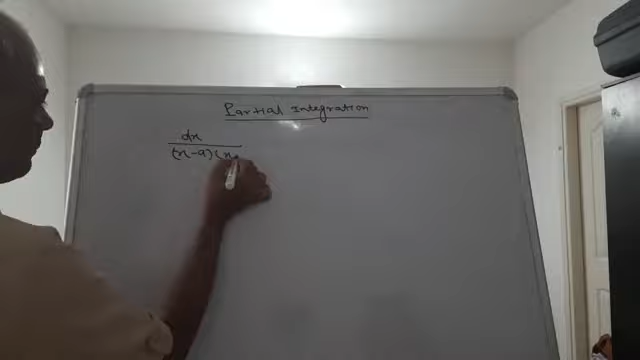 Partial Integration
dx
(x-a)(x